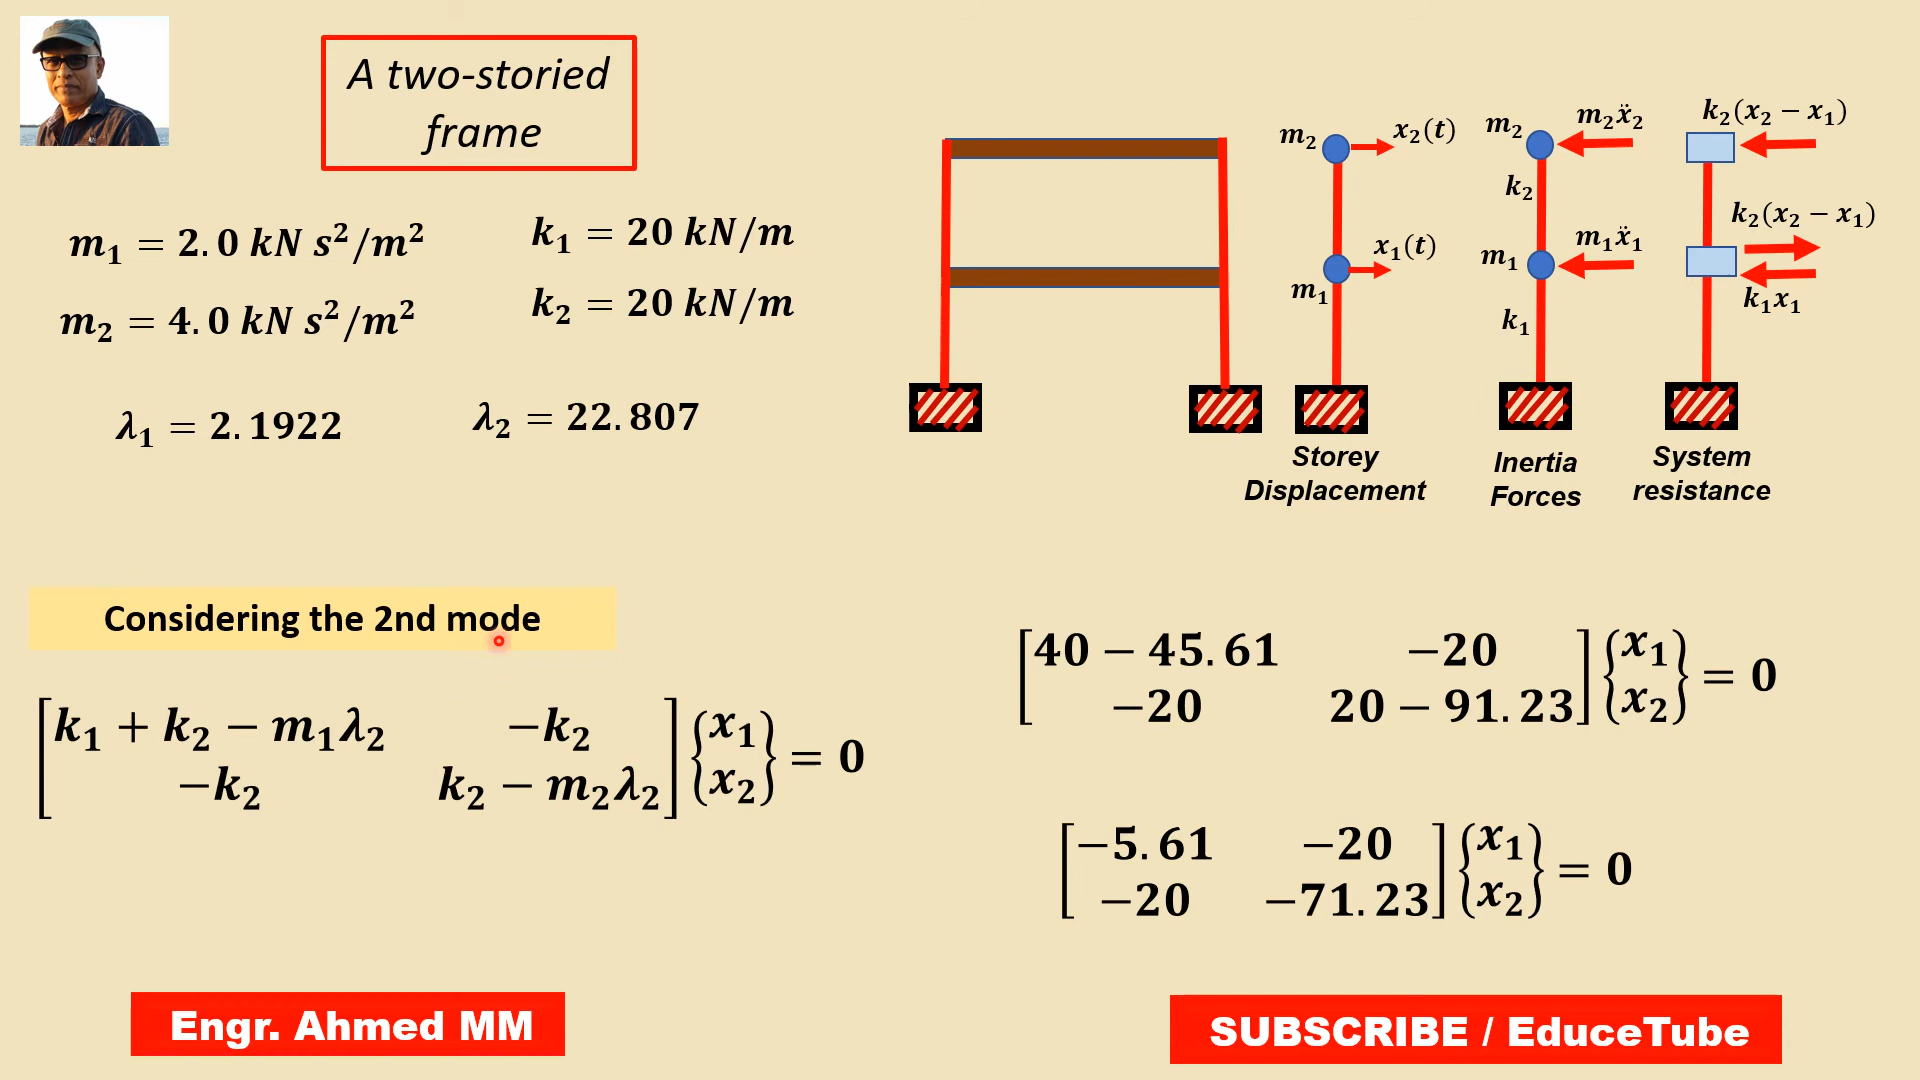 A two-storied
frame
m₁ = 2.0 kN s²/m²
k₁ = 20 kN/m
m₂ = 4.0 kN s²/m²
k₂ = 20 kN/m
λ₁ = 2.1922
λ₂ = 22.807
m₂
x₂(t)
x₁(t)
m₁
Storey
Displacement
m₂
m₂ẍ₂
k₂
m₁
m₁ẍ₁
k₁
Inertia
Forces
k₂(x₂ − x₁)
k₂(x₂ − x₁)
k₁x₁
System
resistance
Considering the 2nd mode
[k₁ + k₂ − m₁λ₂ −k₂
−k₂ k₂ − m₂λ₂] {x₁
x₂} = 0
[40 − 45.61 −20
−20 20 − 91.23] {x₁
x₂} = 0
[−5.61 −20
−20 −71.23] {x₁
x₂} = 0
Engr. Ahmed MM
SUBSCRIBE / EduceTube